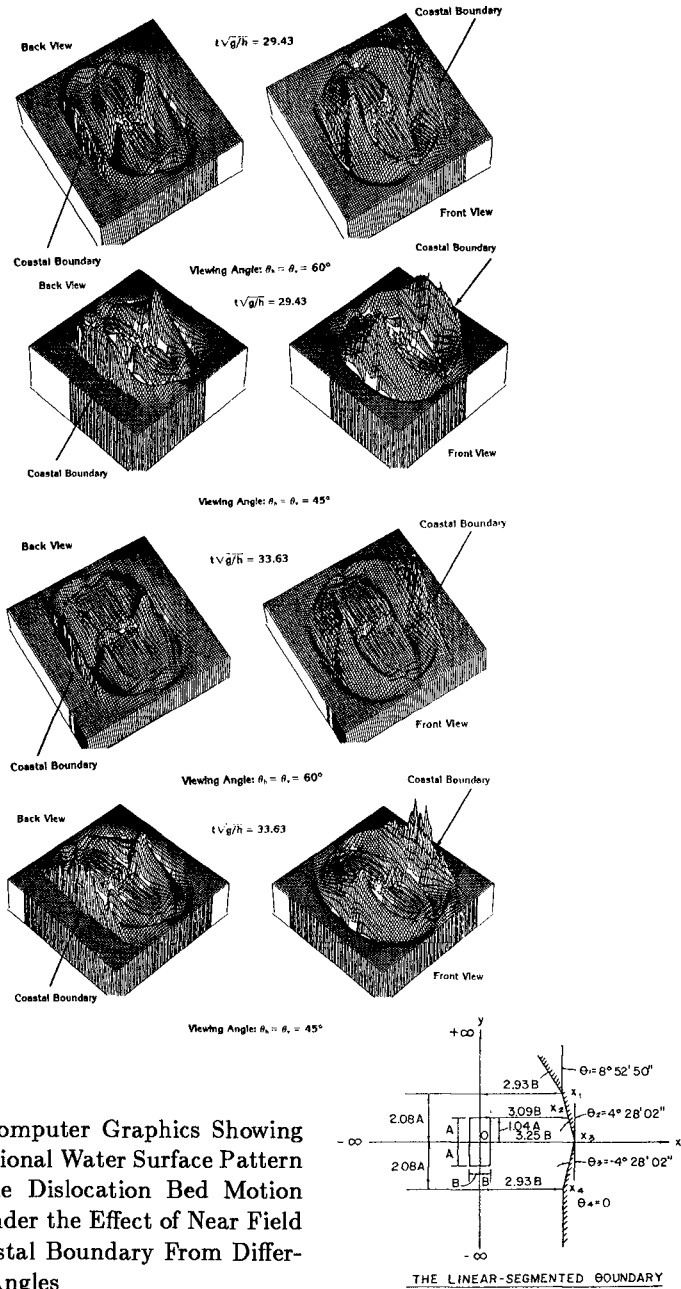 Coastal Boundary
Back View
t√g/h = 29.43
Front View
Coastal Boundary
Viewing Angle: θₕ = θᵥ = 60°
Coastal Boundary
Back View
t√g/h = 29.43
Coastal Boundary
Front View
Viewing Angle: θₕ = θᵥ = 45°
Coastal Boundary
Back View
t√g/h = 33.63
Front View
Coastal Boundary
Viewing Angle: θₕ = θᵥ = 60°
Coastal Boundary
Back View
t√g/h = 33.63
Front View
Coastal Boundary
Viewing Angle: θₕ = θᵥ = 45°
y
+∞
θ₁= 8° 52' 50"
2.93 B
x₁
x₂
θ₂= 4° 28' 02"
2.08A
A
3.09B
1.04 A
O
3.25 B
x₃
x
-∞
A
2.08A
θ₃= -4° 28' 02"
B
B
2.93 B
x₄
θ₄= 0
-∞
THE LINEAR-SEGMENTED BOUNDARY
omputer Graphics Showing
ional Water Surface Pattern
e Dislocation Bed Motion
nder the Effect of Near Field
stal Boundary From Differ-
Angles